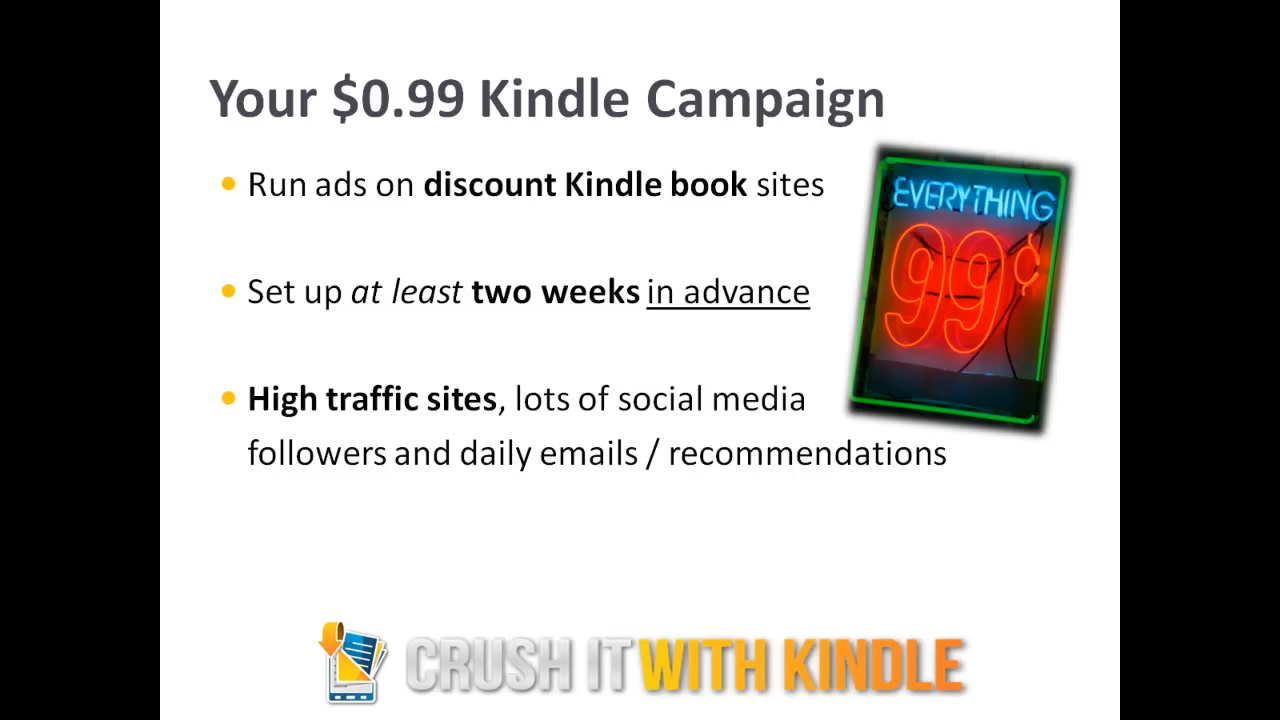 Your $0.99 Kindle Campaign
Run ads on discount Kindle book sites
Set up at least two weeks in advance
High traffic sites, lots of social media
followers and daily emails / recommendations
EVERYTHING
99¢
CRUSH IT WITH KINDLE